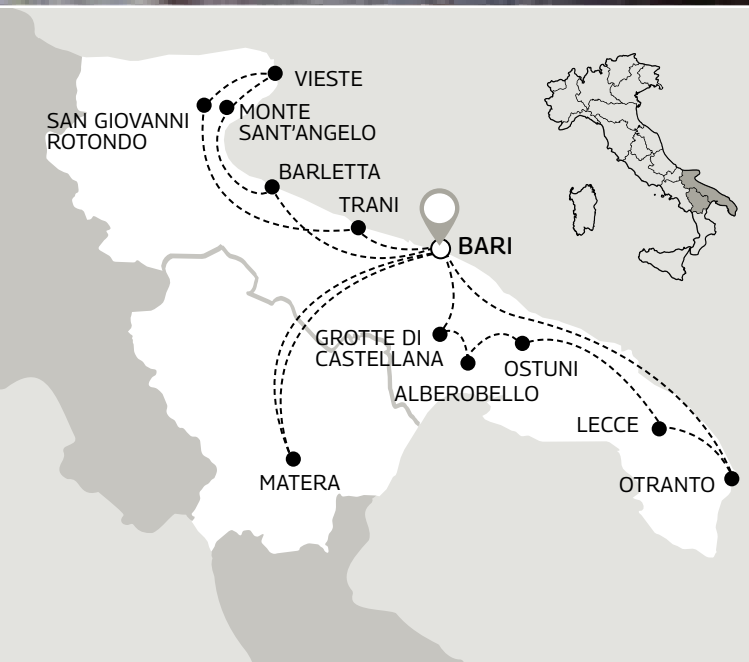 VIESTE
SAN GIOVANNI
ROTONDO
MONTE
SANT'ANGELO
BARLETTA
TRANI
BARI
GROTTE DI
CASTELLANA
OSTUNI
ALBEROBELLO
LECCE
MATERA
OTRANTO